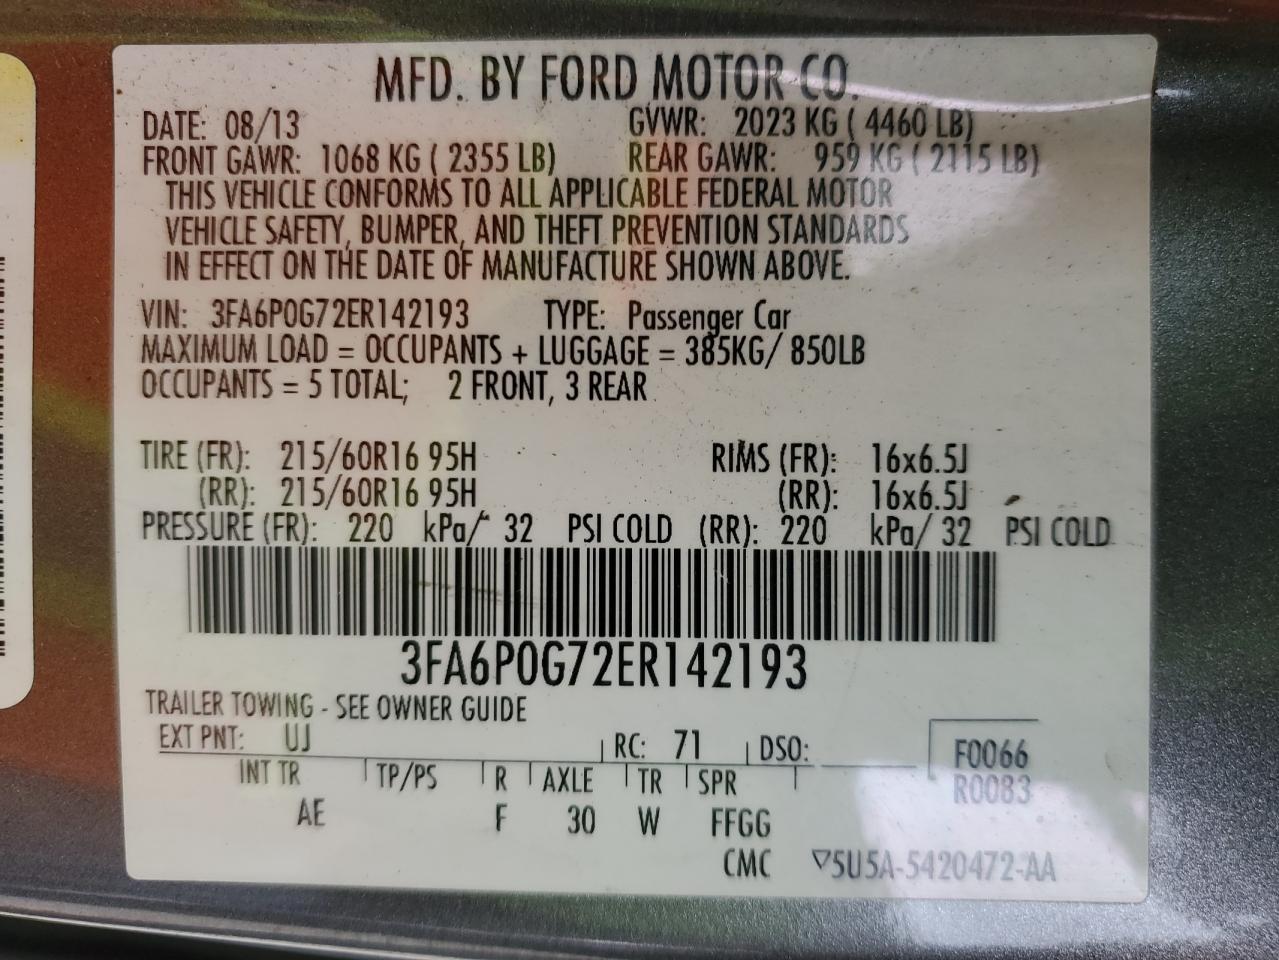 MFD. BY FORD MOTOR CO.
DATE: 08/13 GVWR: 2023 KG ( 4460 LB)
FRONT GAWR: 1068 KG ( 2355 LB) REAR GAWR: 959 KG ( 2115 LB)
THIS VEHICLE CONFORMS TO ALL APPLICABLE FEDERAL MOTOR
VEHICLE SAFETY, BUMPER, AND THEFT PREVENTION STANDARDS
IN EFFECT ON THE DATE OF MANUFACTURE SHOWN ABOVE.
VIN: 3FA6P0G72ER142193 TYPE: Passenger Car
MAXIMUM LOAD = OCCUPANTS + LUGGAGE = 385KG/ 850LB
OCCUPANTS = 5 TOTAL; 2 FRONT, 3 REAR
TIRE (FR): 215/60R16 95H RIMS (FR): 16x6.5J
(RR): 215/60R16 95H (RR): 16x6.5J
PRESSURE (FR): 220 kPa/ 32 PSI COLD (RR): 220 kPa/ 32 PSI COLD
3FA6P0G72ER142193
TRAILER TOWING - SEE OWNER GUIDE
EXT PNT: UJ RC: 71 DSO: F0066
INT TR TP/PS R AXLE TR SPR R0083
AE F 30 W FFGG
CMC ▽5U5A-5420472-AA